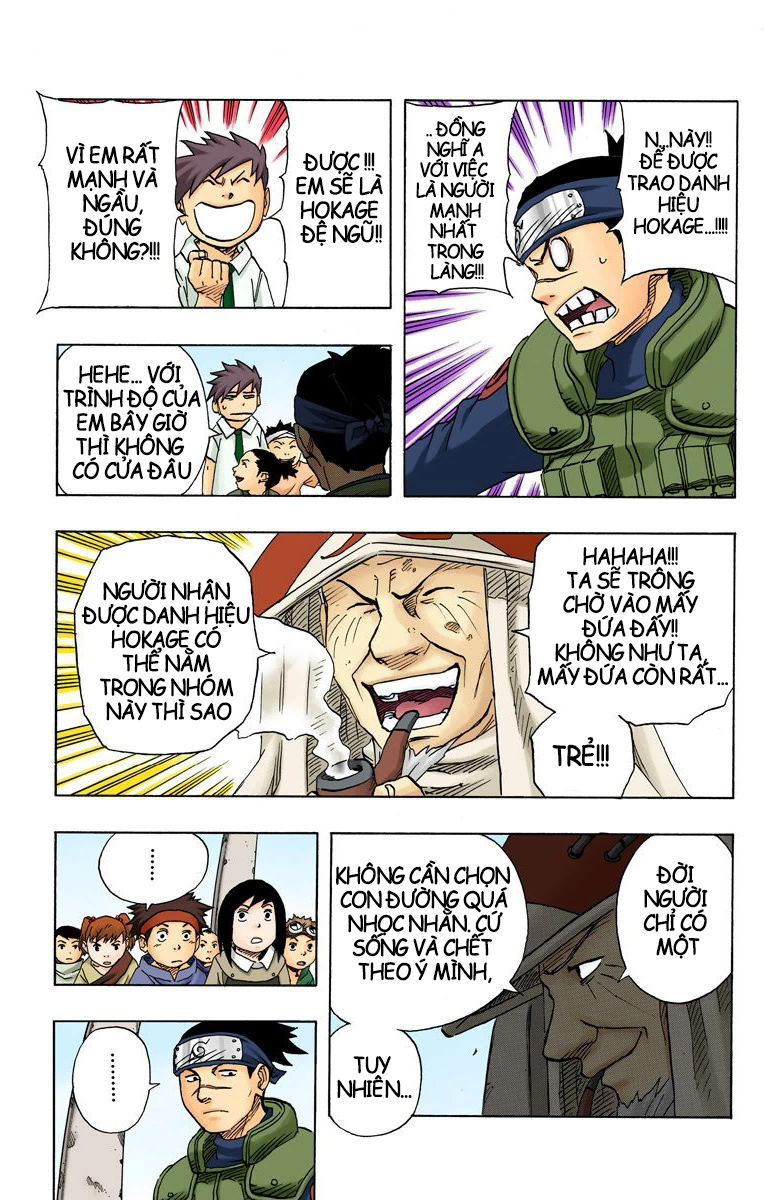 N...NÀY!!
ĐỂ ĐƯỢC
TRAO DANH
HIỆU
HOKAGE...!!!!
.. ĐỒNG
NGHĨ A
VỚI VIỆC
LÀ NGƯỜI
MẠNH
NHẤT
TRONG
LÀNG!!!
ĐƯỢC !!!
EM SẼ LÀ
HOKAGE
ĐỆ NGŨ!!
VÌ EM RẤT
MẠNH VÀ
NGẦU,
ĐÚNG
KHÔNG?!!!
HEHE... VỚI
TRÌNH ĐỘ CỦA
EM BÂY GIỜ
THÌ KHÔNG
CÓ CỬA ĐÂU
HAHAHA!!!
TA SẼ TRÔNG
CHỜ VÀO MẤY
ĐỨA ĐẤY!!
KHÔNG NHƯ TA,
MẤY ĐỨA CÒN RẤT...
TRẺ!!!
NGƯỜI NHẬN
ĐƯỢC DANH HIỆU
HOKAGE CÓ
THỂ NẰM
TRONG NHÓM
NÀY THÌ SAO
ĐỜI
NGƯỜI
CHỈ CÓ
MỘT
KHÔNG CẦN CHỌN
CON ĐƯỜNG QUÁ
NHỌC NHẰN. CỨ
SỐNG VÀ CHẾT
THEO Ý MÌNH,
TUY
NHIÊN...
......
......